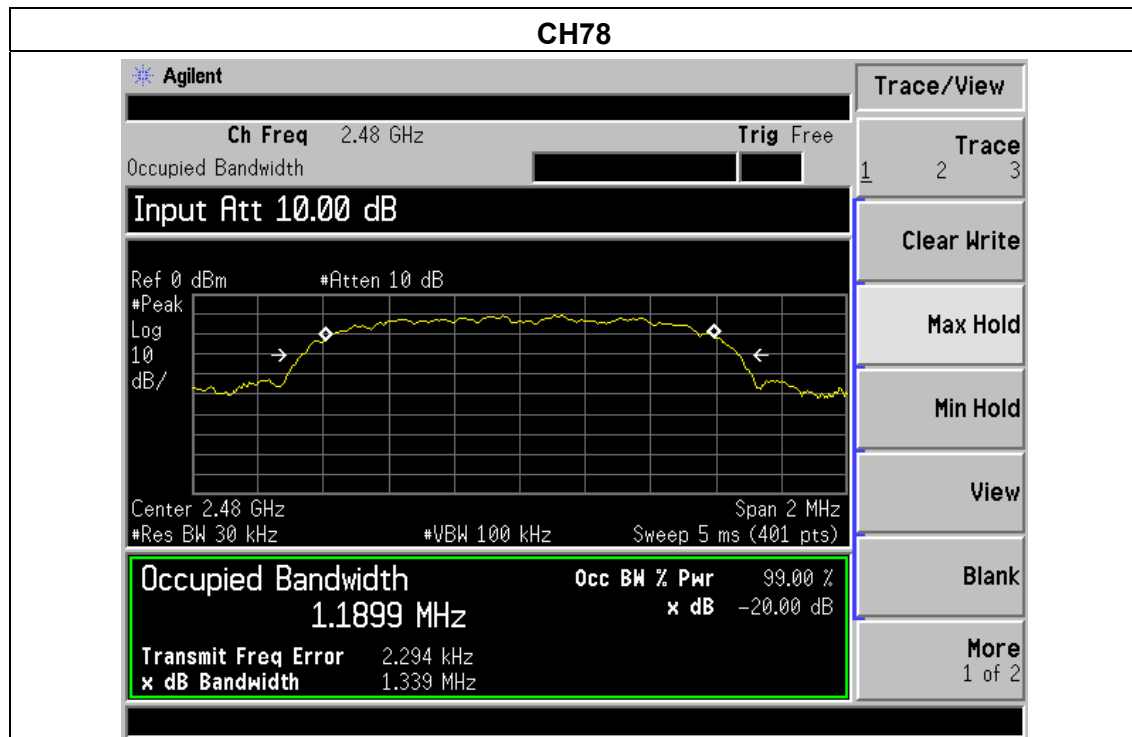 CH78
Agilent
Trace/View
Ch Freq 2.48 GHz Trig Free
Occupied Bandwidth
Trace
1 2 3
Input Att 10.00 dB
Clear Write
Ref 0 dBm #Atten 10 dB
#Peak
Log
10
dB/
Max Hold
Min Hold
View
Center 2.48 GHz Span 2 MHz
#Res BW 30 kHz #VBW 100 kHz Sweep 5 ms (401 pts)
Occupied Bandwidth Occ BW % Pwr 99.00 %
1.1899 MHz x dB -20.00 dB
Blank
Transmit Freq Error 2.294 kHz
x dB Bandwidth 1.339 MHz
More
1 of 2